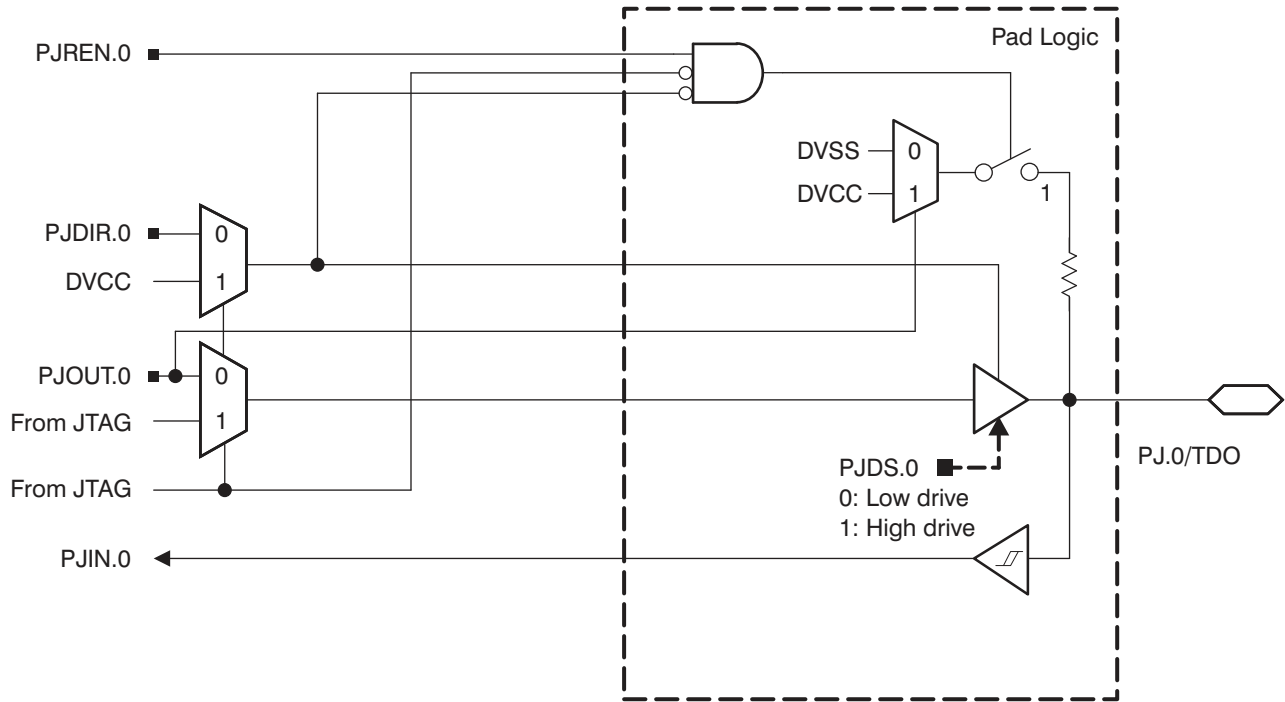 Pad Logic
PJREN.0
DVSS
0
DVCC
1
1
PJDIR.0
0
DVCC
1
PJOUT.0
0
From JTAG
1
PJ.0/TDO
PJDS.0
0: Low drive
1: High drive
From JTAG
PJIN.0